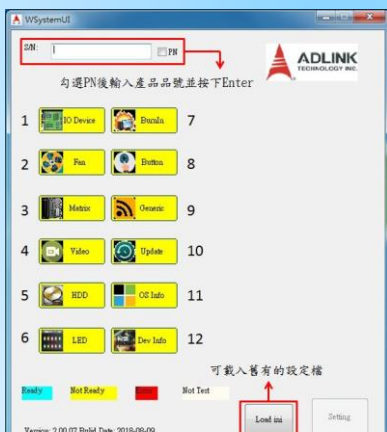 WSystemUI
S/N:
PN
ADLINK
TECHNOLOGY INC.
勾選PN後輸入產品品號並按下Enter
1 IO Device BurnIn 7
2 Fan Button 8
3 Matrix Generic 9
4 Video Update 10
5 HDD OS Info 11
6 LED Dev Info 12
可載入舊有的設定檔
Ready Not Ready Error Not Test
Load ini Setting
Version: 2.00.07 Bulid Date: 2018-08-09